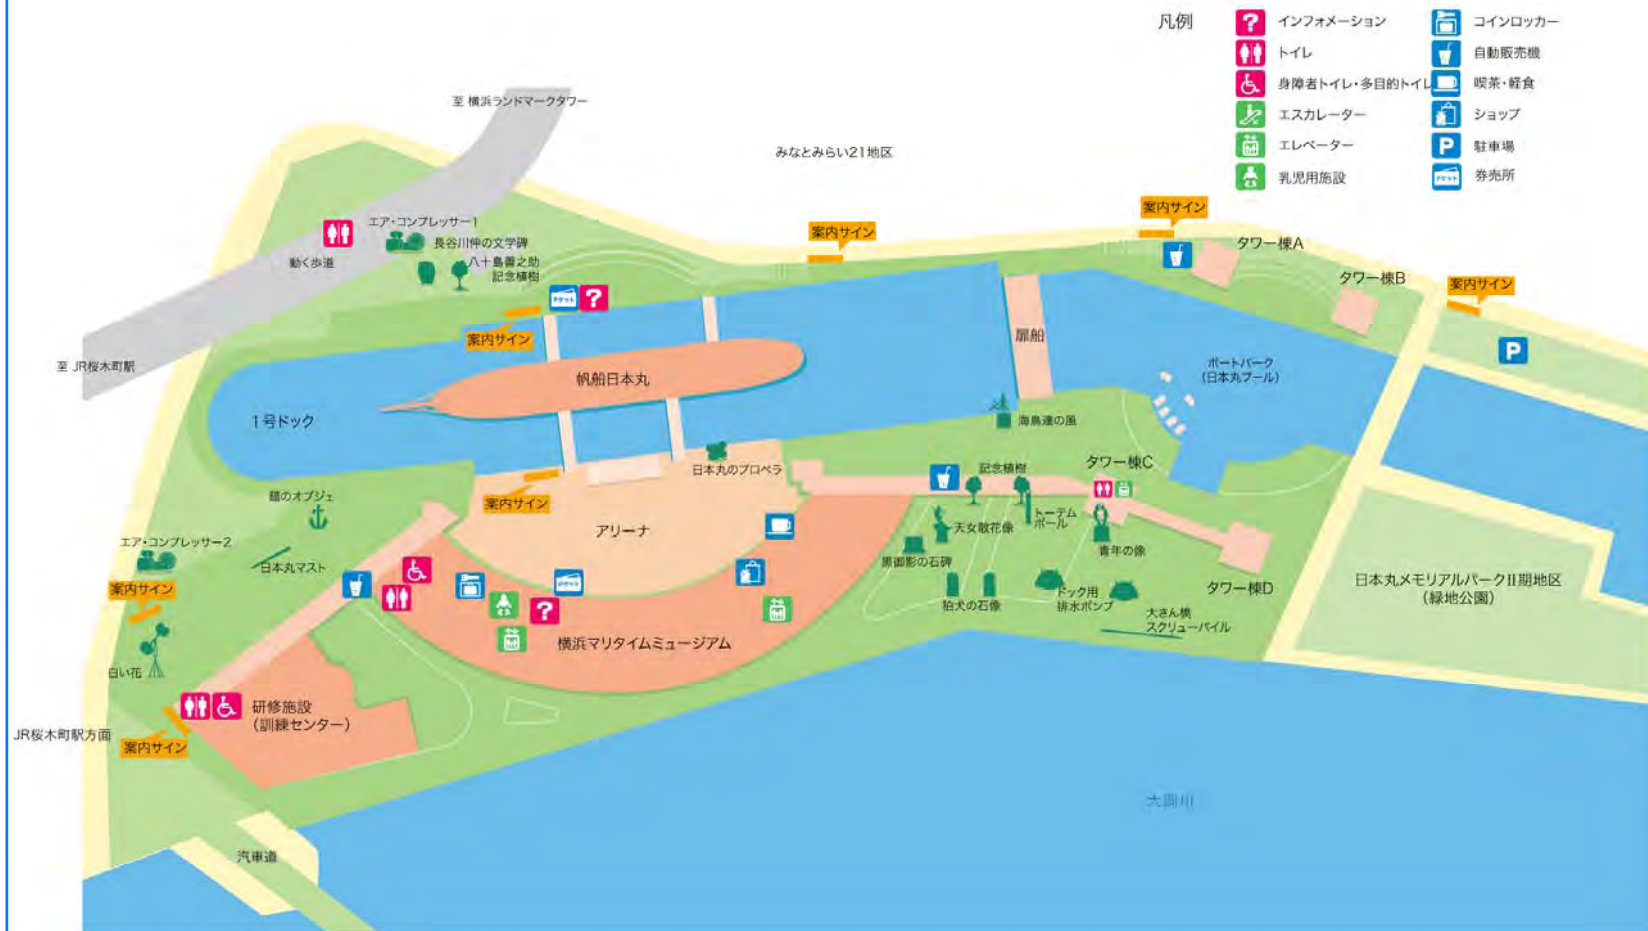 凡例
インフォメーション
トイレ
身障者トイレ・多目的トイレ
エスカレーター
エレベーター
乳児用施設
コインロッカー
自動販売機
喫茶・軽食
ショップ
P
駐車場
チケット
券売所
至 横浜ランドマークタワー
みなとみらい21地区
案内サイン
案内サイン
タワー棟A
タワー棟B
案内サイン
P
エア・コンプレッサー1
長谷川伸の文学碑
動く歩道
八十島善之助
記念植樹
チケット
?
案内サイン
至 JR桜木町駅
帆船日本丸
扉船
ボートパーク
(日本丸プール)
1号ドック
海鳥達の風
日本丸のプロペラ
記念植樹
タワー棟C
錨のオブジェ
案内サイン
アリーナ
トーテム
ポール
天女散花像
青年の像
エア・コンプレッサー2
日本丸マスト
黒御影の石碑
案内サイン
チケット
?
狛犬の石像
ドック用
排水ポンプ
タワー棟D
大さん橋
スクリューパイル
日本丸メモリアルパークⅡ期地区
(緑地公園)
横浜マリタイムミュージアム
白い花
研修施設
(訓練センター)
JR桜木町駅方面
案内サイン
大岡川
汽車道